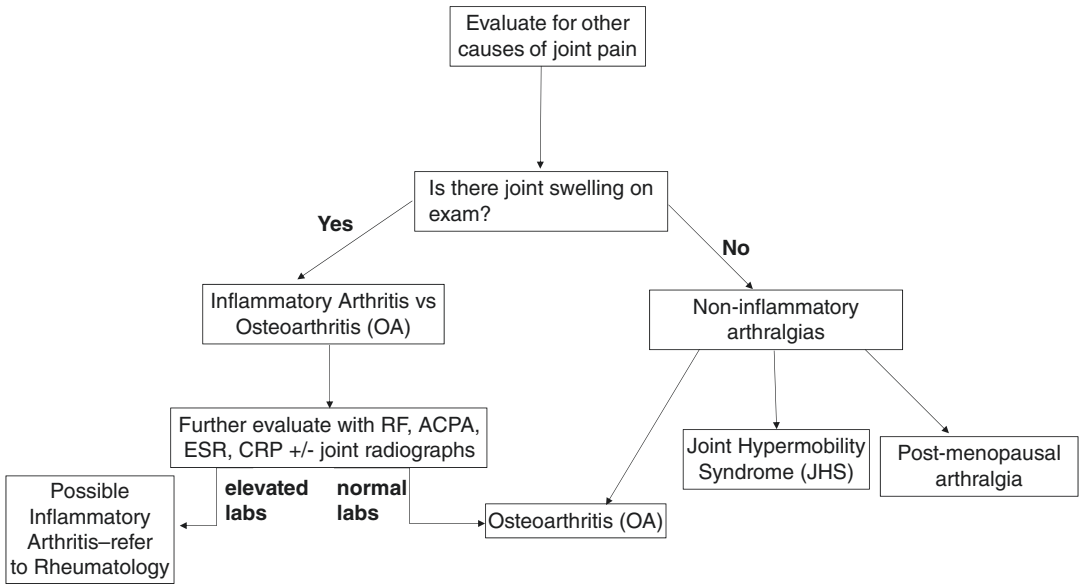 Evaluate for other
causes of joint pain
Is there joint swelling on
exam?
Yes
No
Inflammatory Arthritis vs
Osteoarthritis (OA)
Non-inflammatory
arthralgias
Further evaluate with RF, ACPA,
ESR, CRP +/- joint radiographs
Joint Hypermobility
Syndrome (JHS)
Post-menopausal
arthralgia
elevated
labs
normal
labs
Possible
Inflammatory
Arthritis–refer
to Rheumatology
Osteoarthritis (OA)